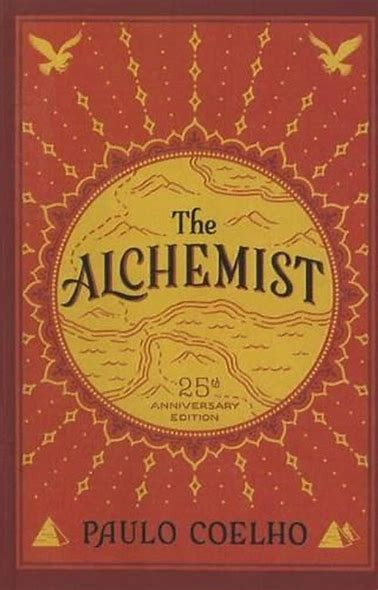 The
ALCHEMIST
25th
ANNIVERSARY
EDITION
PAULO COELHO